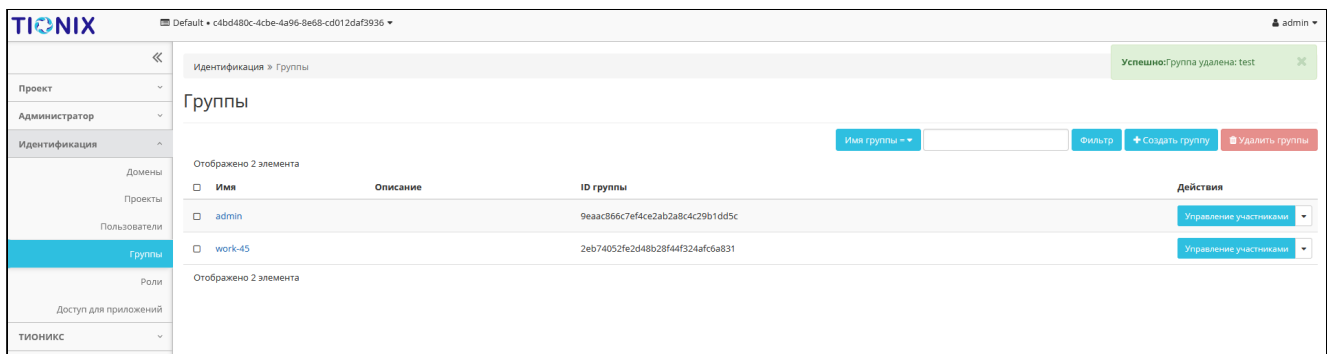 TIONIX
Default • c4bd480c-4cbe-4a96-8e68-cd012daf3936
admin
Идентификация » Группы
Успешно:Группа удалена: test
Проект
Администратор
Идентификация
Домены
Проекты
Пользователи
Группы
Роли
Доступ для приложений
ТИОНИКС
Группы
Имя группы = Фильтр Создать группу Удалить группы
Отображено 2 элемента
Имя Описание ID группы Действия
admin 9eaac866c7ef4ce2ab2a8c4c29b1dd5c Управление участниками
work-45 2eb74052fe2d48b28f44f324afc6a831 Управление участниками
Отображено 2 элемента